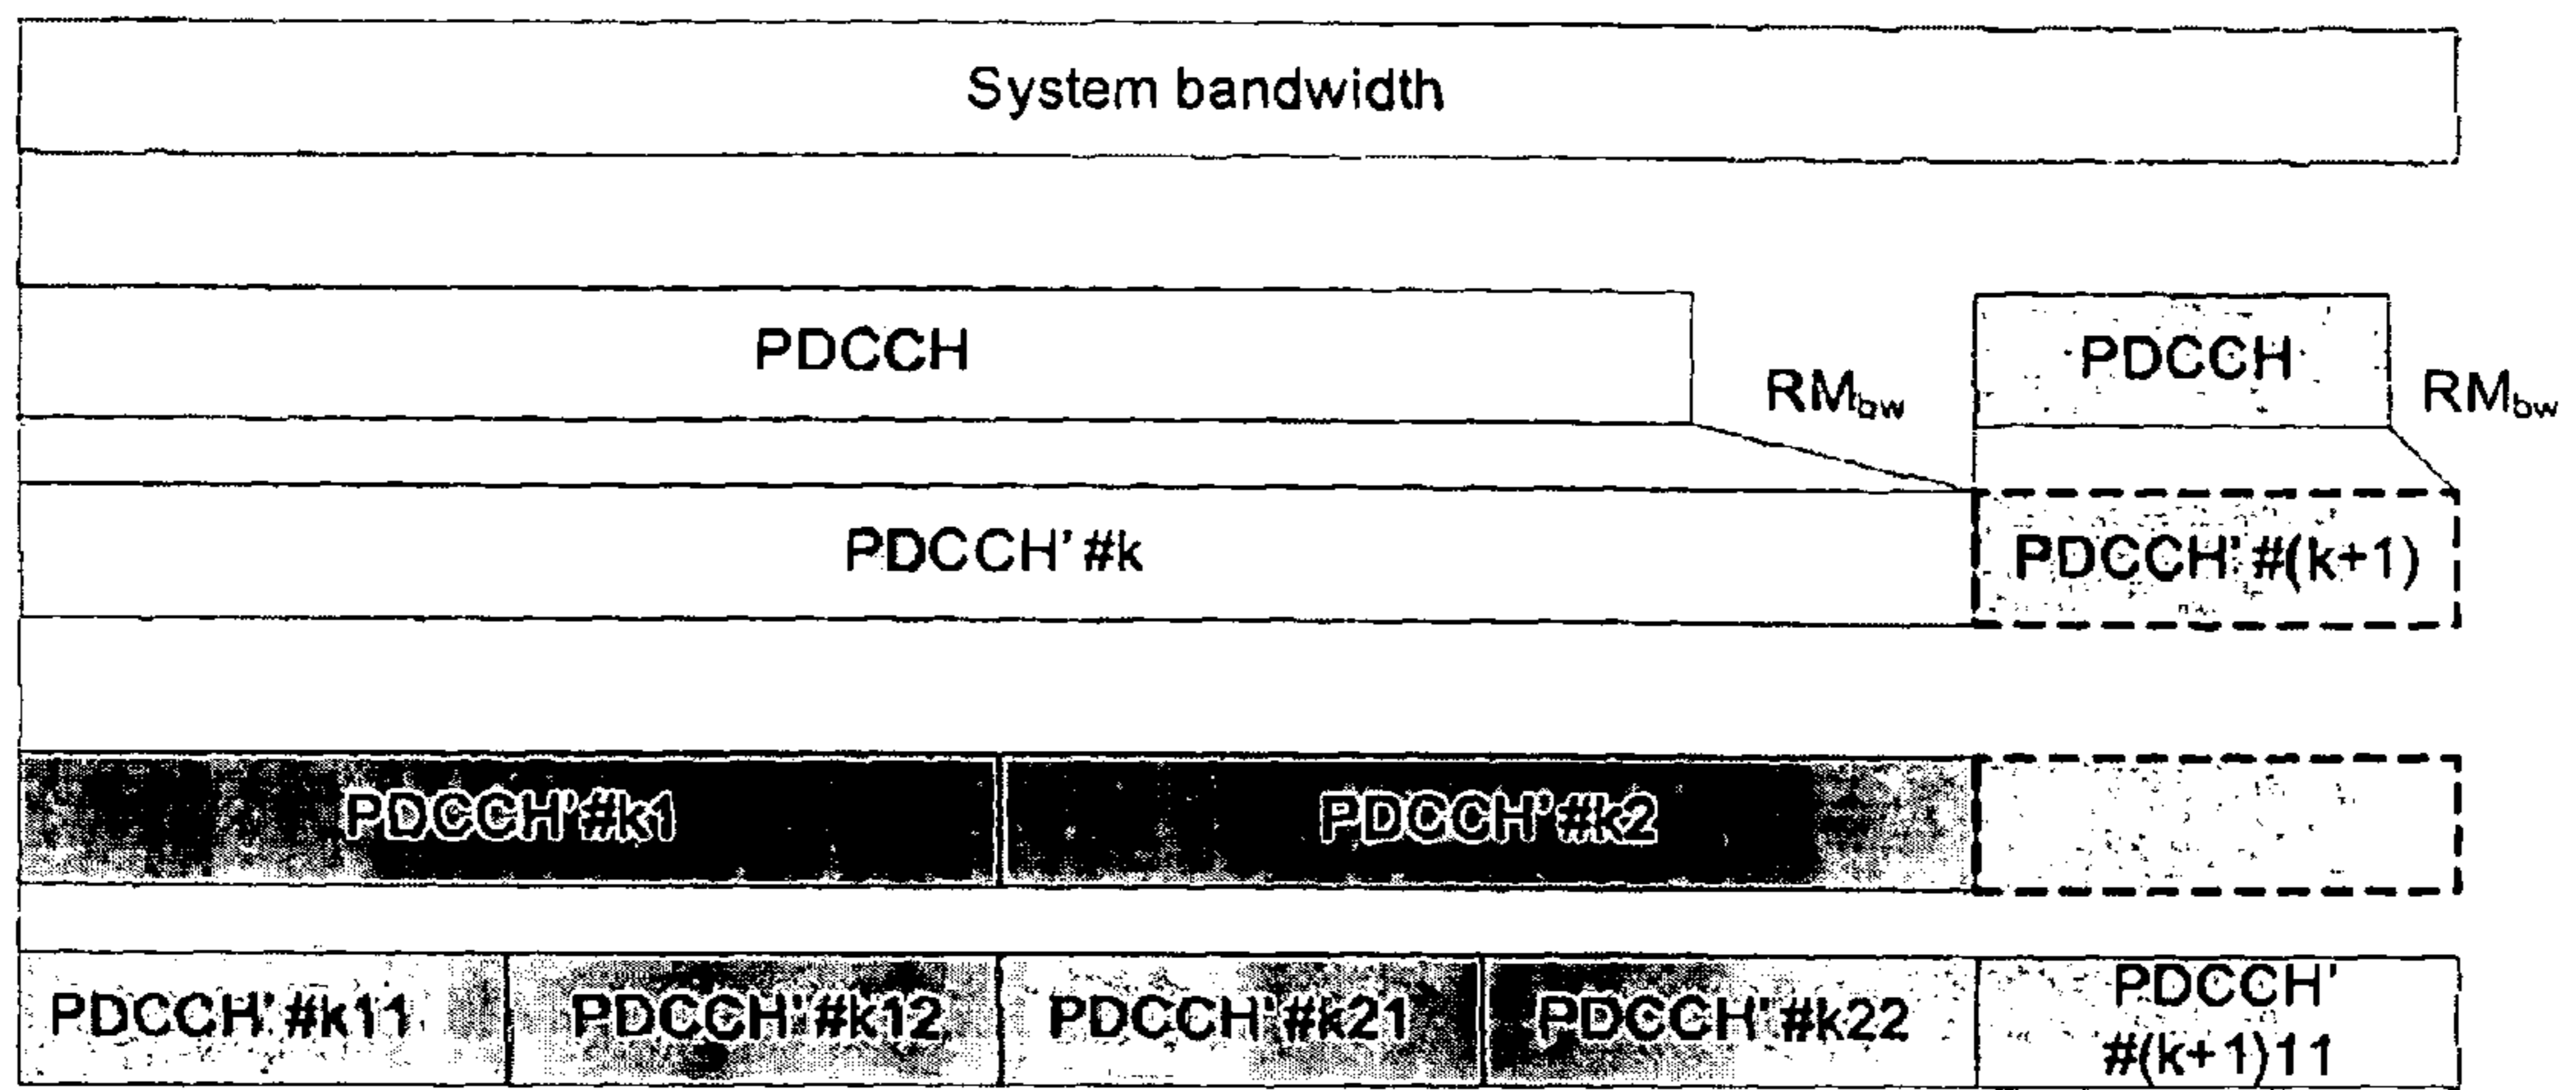 System bandwidth
PDCCH
RMbw
PDCCH
RMbw
PDCCH' #k
PDCCH' #(k+1)
PDCCH' #k1
PDCCH' #k2
PDCCH' #k11
PDCCH' #k12
PDCCH' #k21
PDCCH' #k22
PDCCH'
#(k+1)11